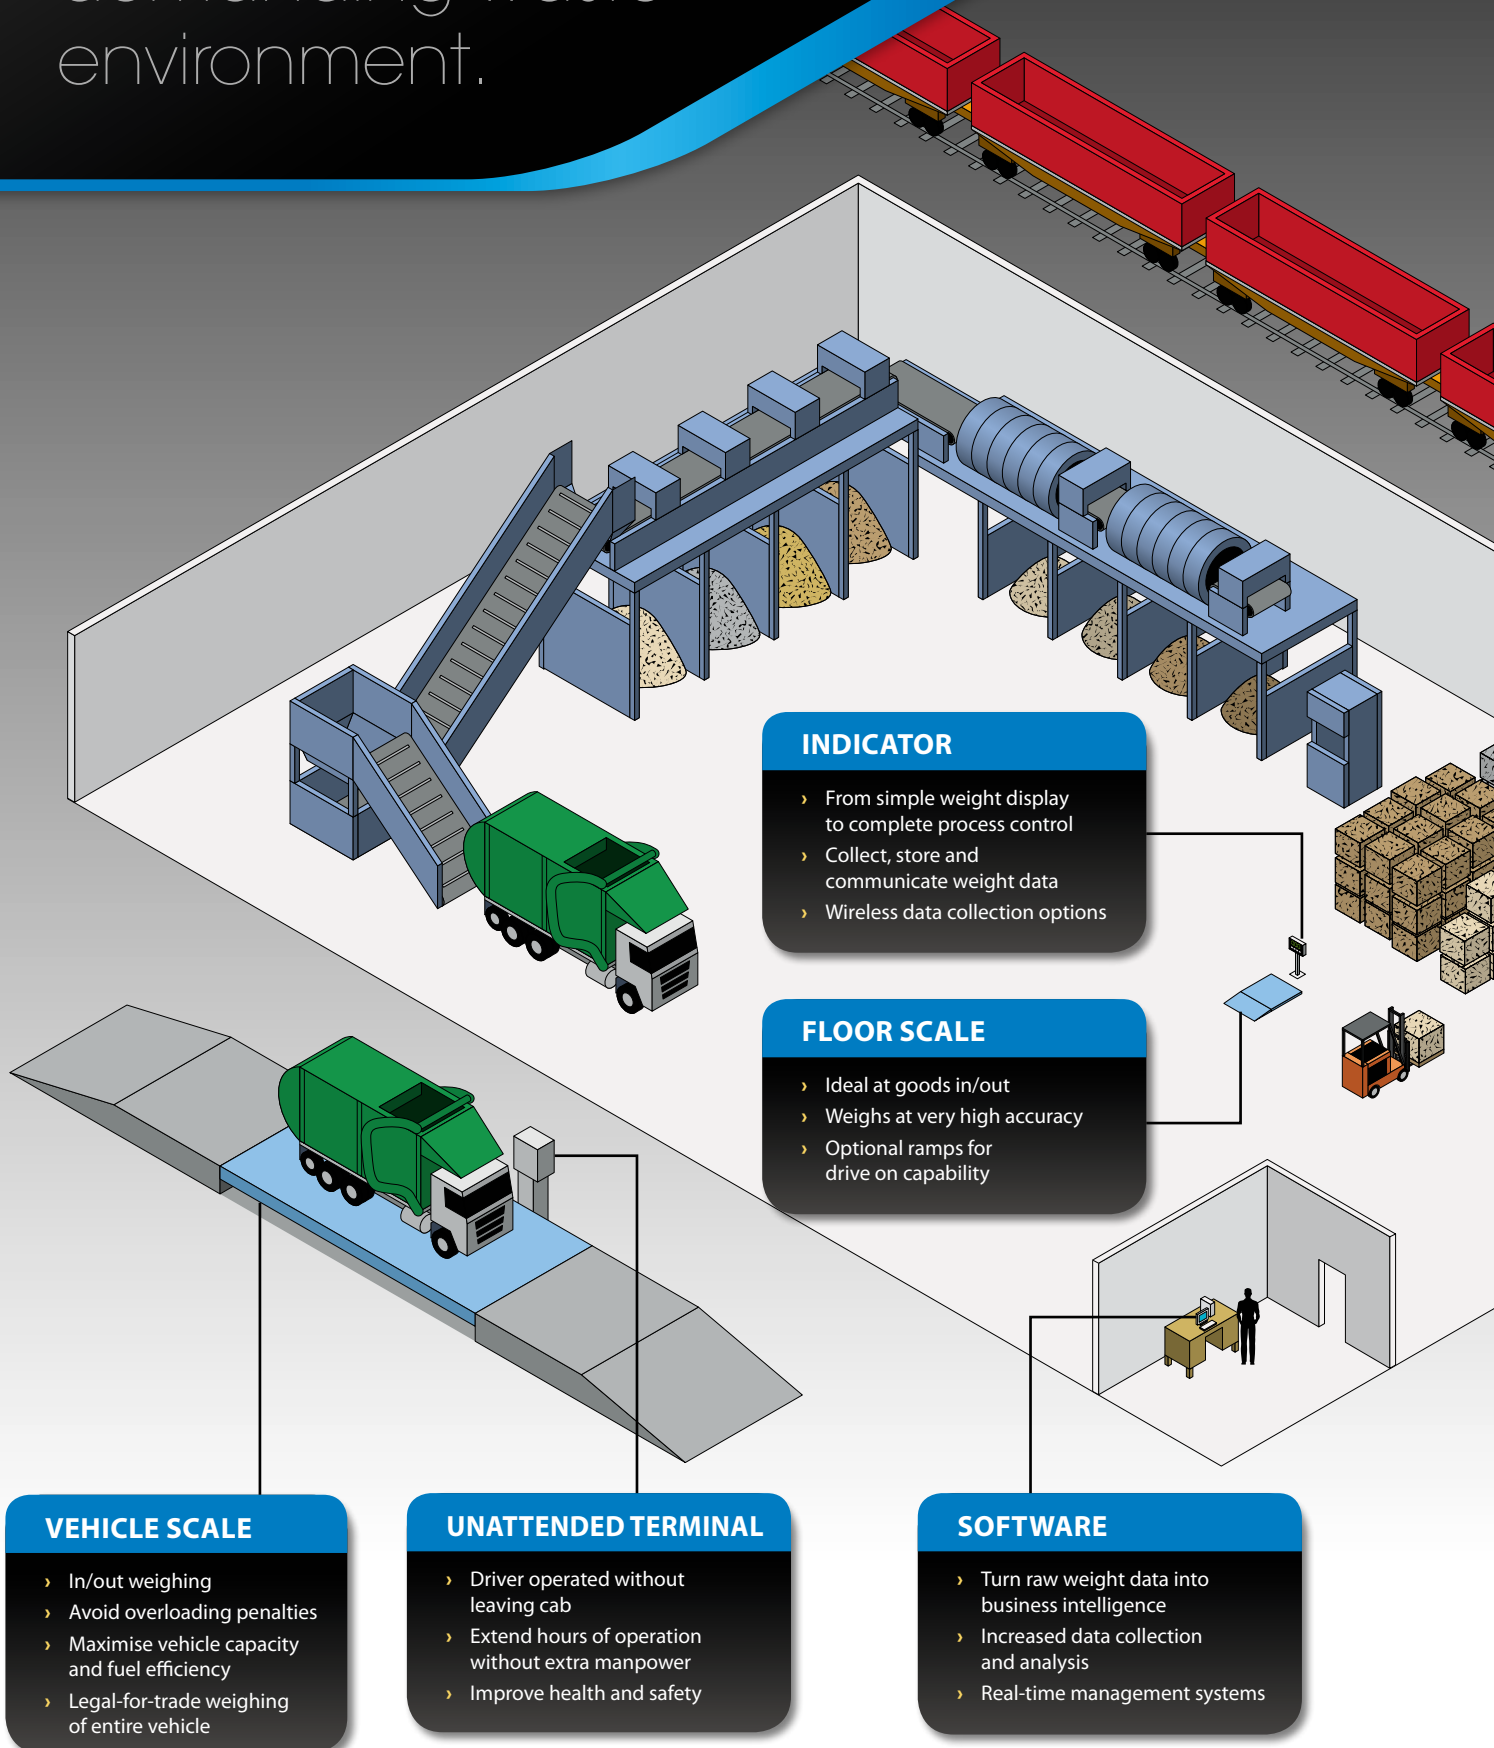 demanding waste
environment.
INDICATOR
› From simple weight display
to complete process control
› Collect, store and
communicate weight data
› Wireless data collection options
FLOOR SCALE
› Ideal at goods in/out
› Weighs at very high accuracy
› Optional ramps for
drive on capability
VEHICLE SCALE
› In/out weighing
› Avoid overloading penalties
› Maximise vehicle capacity
and fuel efficiency
› Legal-for-trade weighing
of entire vehicle
UNATTENDED TERMINAL
› Driver operated without
leaving cab
› Extend hours of operation
without extra manpower
› Improve health and safety
SOFTWARE
› Turn raw weight data into
business intelligence
› Increased data collection
and analysis
› Real-time management systems